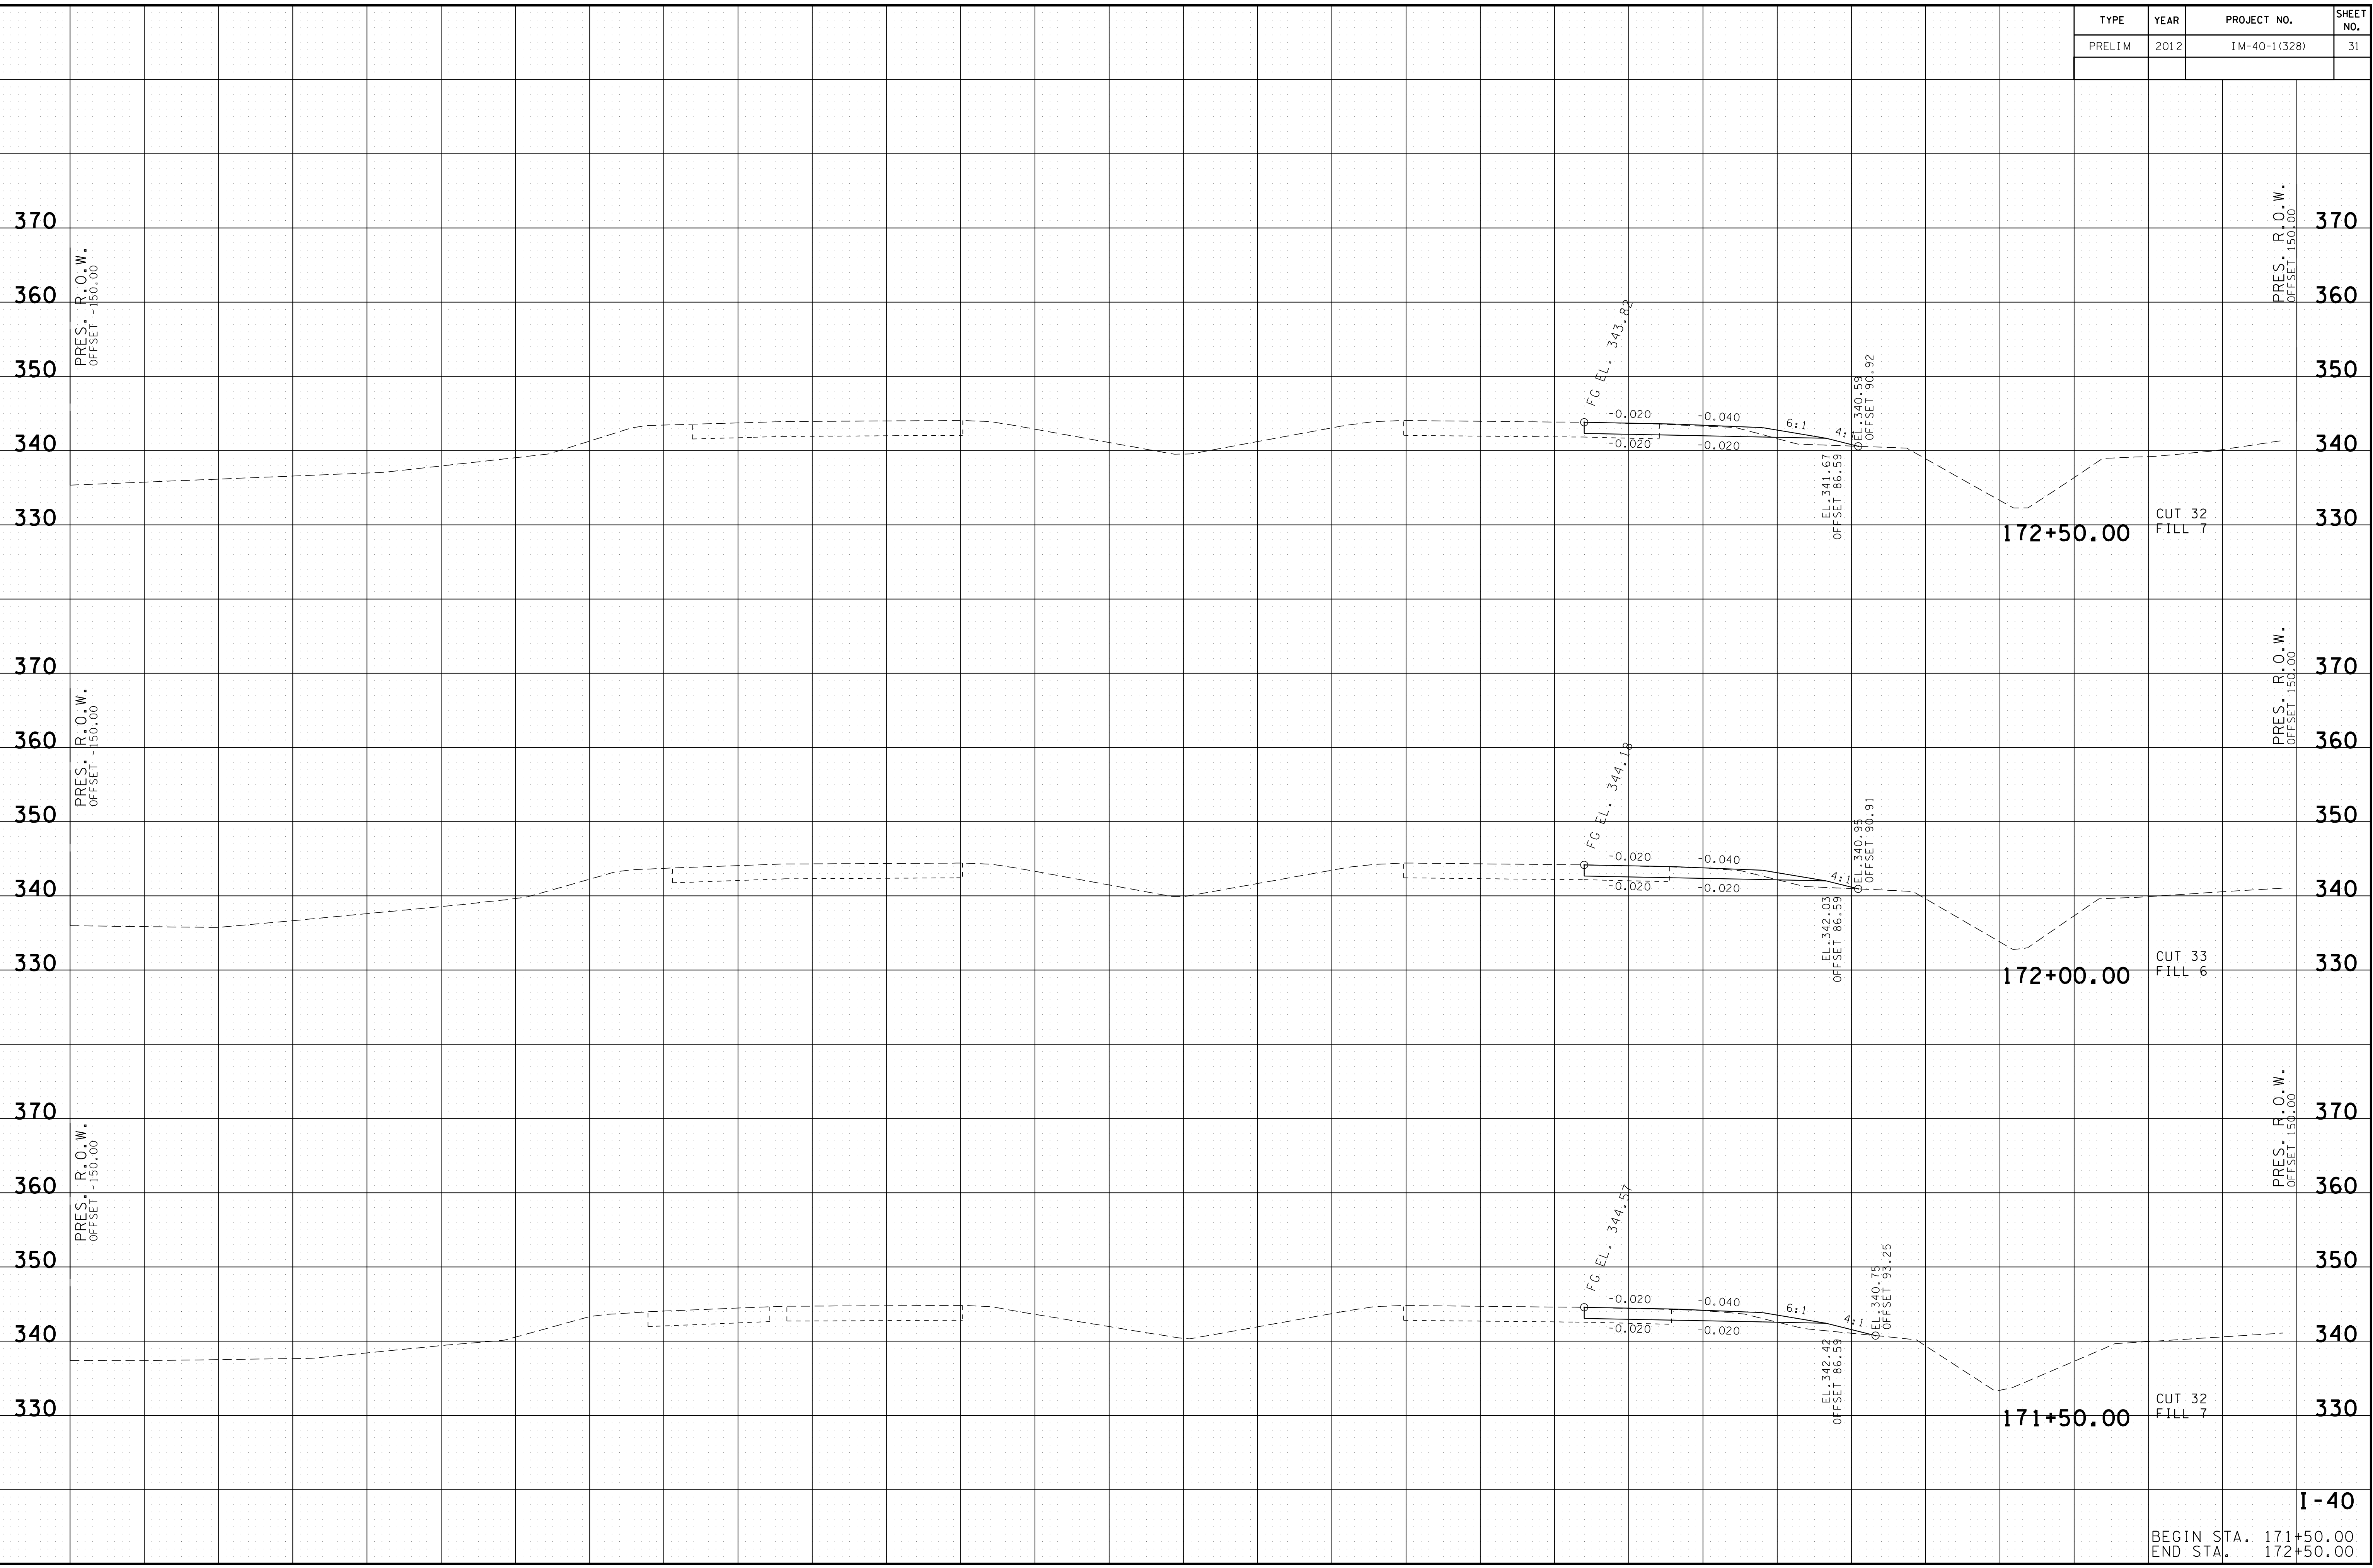 TYPE YEAR PROJECT NO. SHEET NO.
PRELIM 2012 IM-40-1(328) 31
370 370
360 360
350 350
340 340
330 330
PRES. R.O.W.
OFFSET -150.00
FG EL. 343.82
-0.020 -0.040 6:1 4:1
-0.020 -0.020
EL.340.59
OFFSET 90.92
EL.341.67
OFFSET 86.59
PRES. R.O.W.
OFFSET 150.00
172+50.00
CUT 32
FILL 7
370 370
360 360
350 350
340 340
330 330
PRES. R.O.W.
OFFSET -150.00
FG EL. 344.18
-0.020 -0.040 4:1
-0.020 -0.020
EL.340.95
OFFSET 90.91
EL.342.03
OFFSET 86.59
PRES. R.O.W.
OFFSET 150.00
172+00.00
CUT 33
FILL 6
370 370
360 360
350 350
340 340
330 330
PRES. R.O.W.
OFFSET -150.00
FG EL. 344.57
-0.020 -0.040 6:1 4:1
-0.020 -0.020
EL.340.75
OFFSET 93.25
EL.342.42
OFFSET 86.59
PRES. R.O.W.
OFFSET 150.00
171+50.00
CUT 32
FILL 7
I-40
BEGIN STA. 171+50.00
END STA. 172+50.00